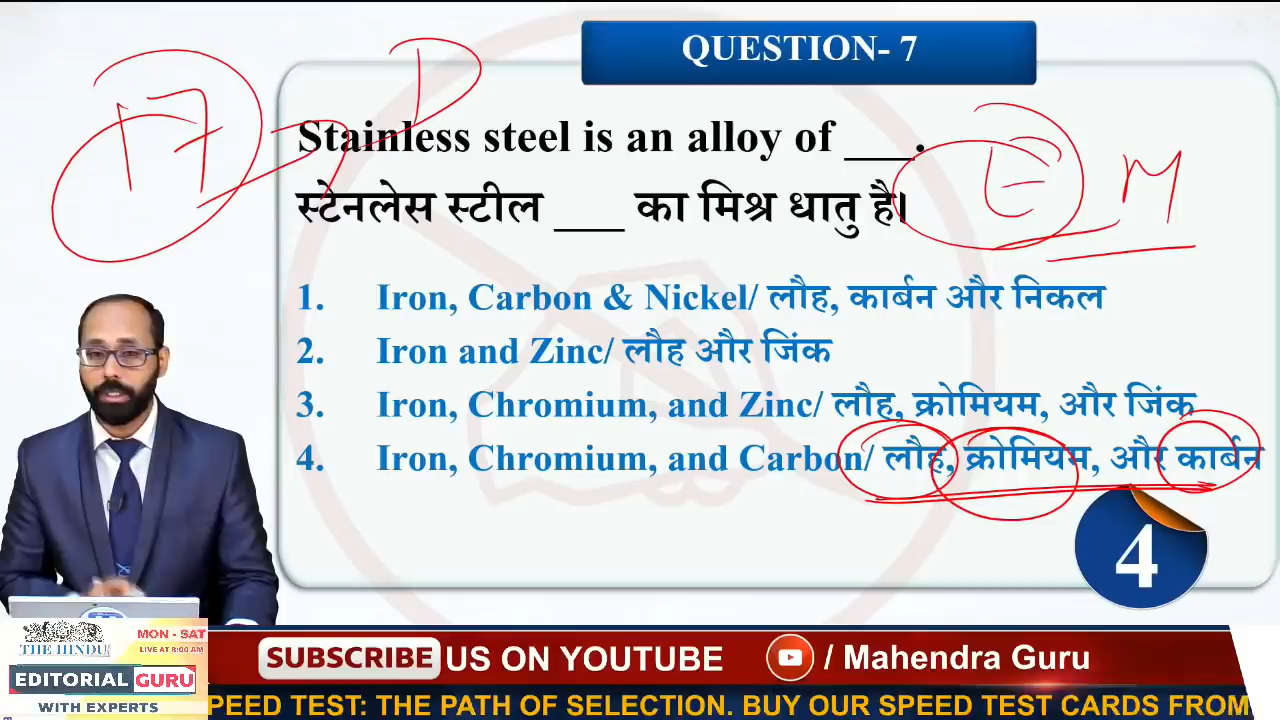 QUESTION- 7
17 D
Stainless steel is an alloy of ___.
E M
स्टेनलेस स्टील ___ का मिश्र धातु है।
1. Iron, Carbon & Nickel/ लौह, कार्बन और निकल
2. Iron and Zinc/ लौह और जिंक
3. Iron, Chromium, and Zinc/ लौह, क्रोमियम, और जिंक
4. Iron, Chromium, and Carbon/ लौह, क्रोमियम, और कार्बन
4
THE HINDU
MON - SAT
LIVE AT 8:00 AM
EDITORIAL GURU
WITH EXPERTS
SUBSCRIBE US ON YOUTUBE / Mahendra Guru
PEED TEST: THE PATH OF SELECTION. BUY OUR SPEED TEST CARDS FROM